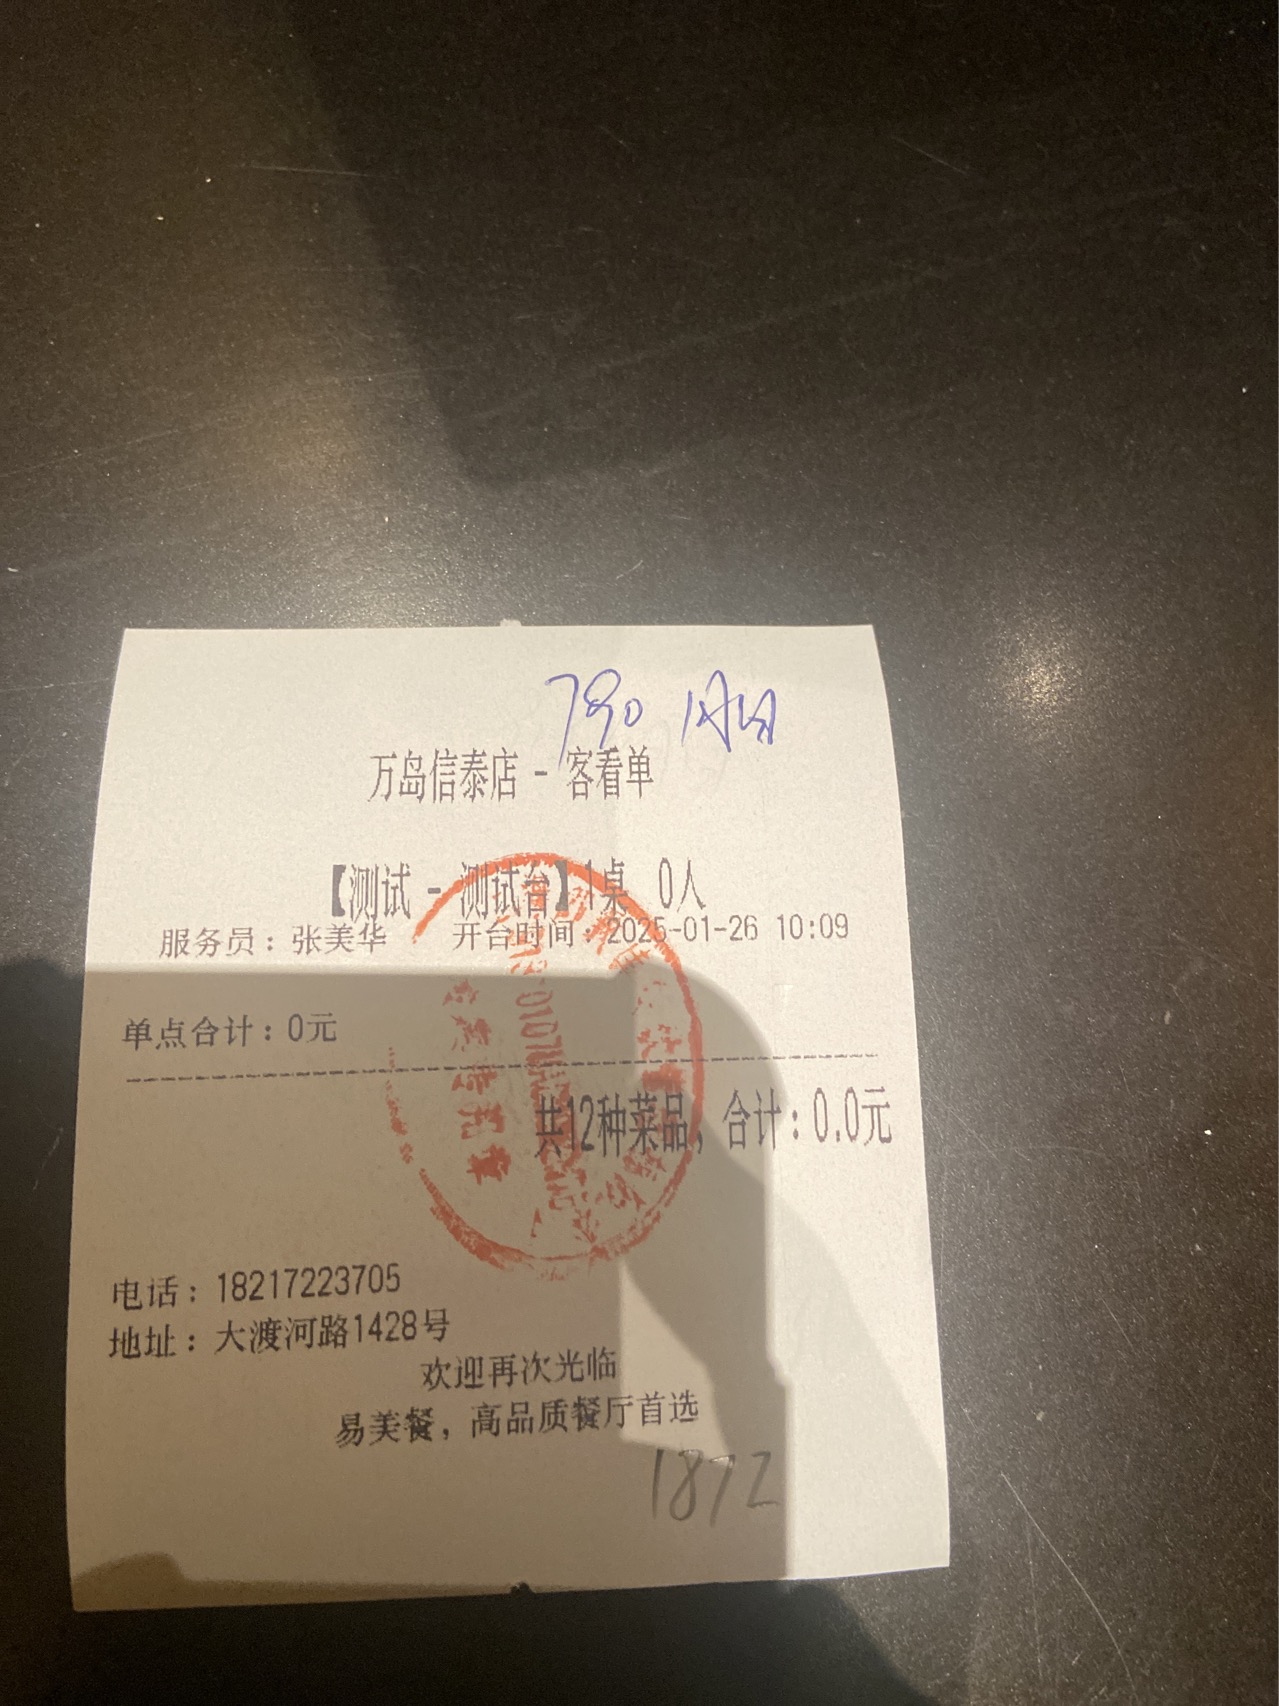 790
万岛信泰店 - 客看单
【测试 - 测试台】1桌 0人
服务员：张美华 开台时间：2025-01-26 10:09
单点合计：0元
共12种菜品，合计：0.0元
电话：18217223705
地址：大渡河路1428号
欢迎再次光临
易美餐，高品质餐厅首选
1872